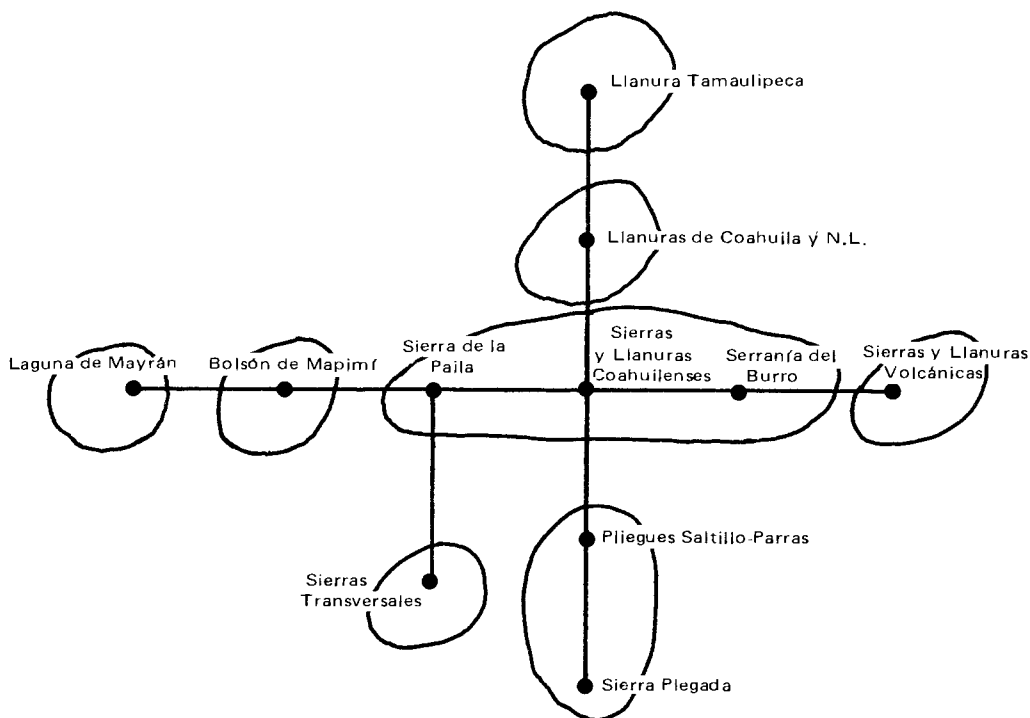 Llanura Tamaulipeca
Llanuras de Coahuila y N.L.
Laguna de Mayrán
Bolsón de Mapimí
Sierra de la
Paila
Sierras
y Llanuras
Coahuilenses
Serranía del
Burro
Sierras y Llanuras
Volcánicas
Pliegues Saltillo-Parras
Sierras
Transversales
Sierra Plegada